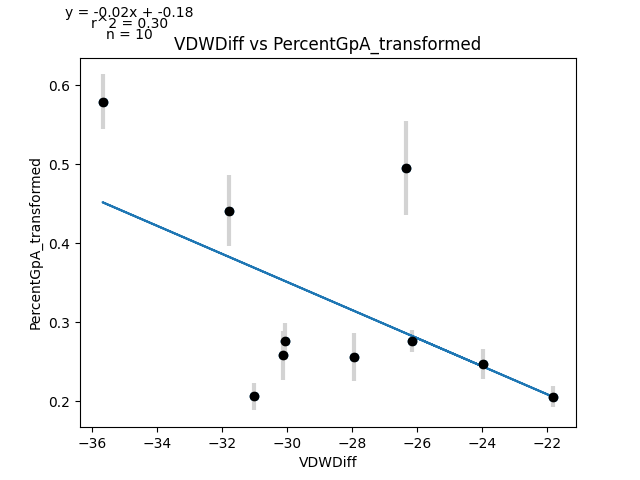 y = -0.02x + -0.18
r^2 = 0.30
n = 10
VDWDiff vs PercentGpA_transformed
PercentGpA_transformed
0.6
0.5
0.4
0.3
0.2
−36
−34
−32
−30
−28
−26
−24
−22
VDWDiff